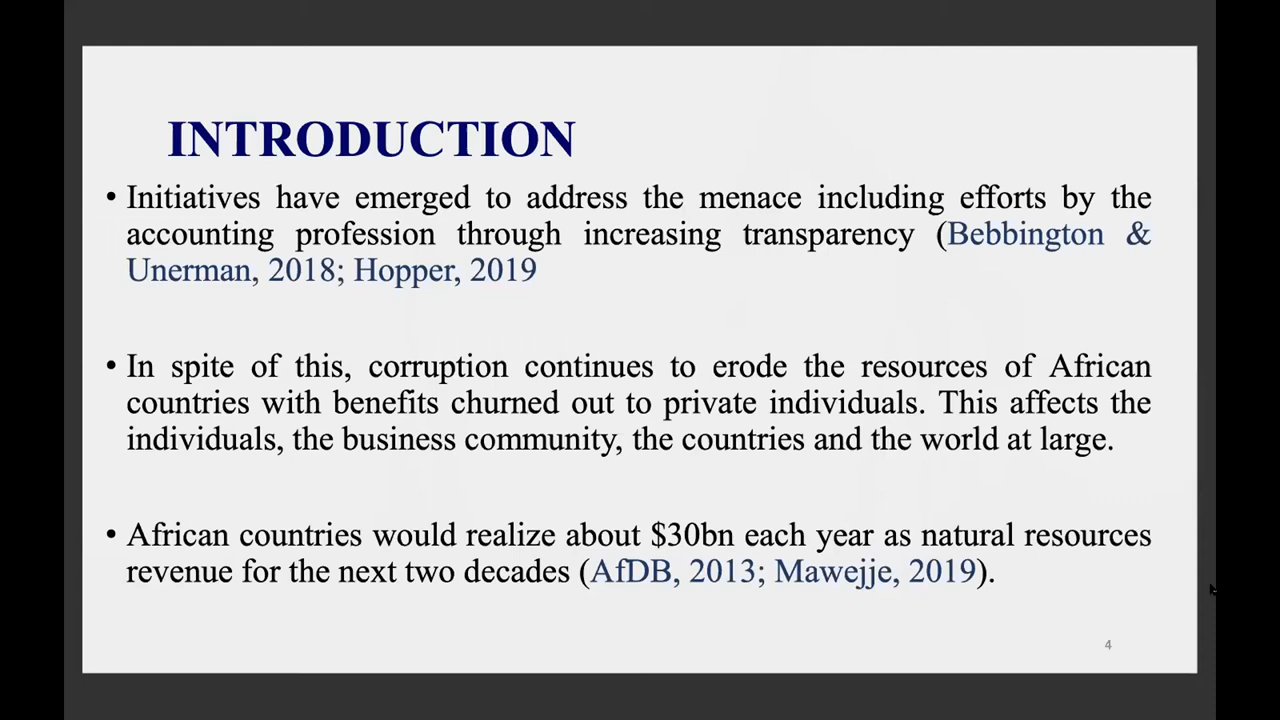 INTRODUCTION
• Initiatives have emerged to address the menace including efforts by the
accounting profession through increasing transparency (Bebbington &
Unerman, 2018; Hopper, 2019
• In spite of this, corruption continues to erode the resources of African
countries with benefits churned out to private individuals. This affects the
individuals, the business community, the countries and the world at large.
• African countries would realize about $30bn each year as natural resources
revenue for the next two decades (AfDB, 2013; Mawejje, 2019).
4